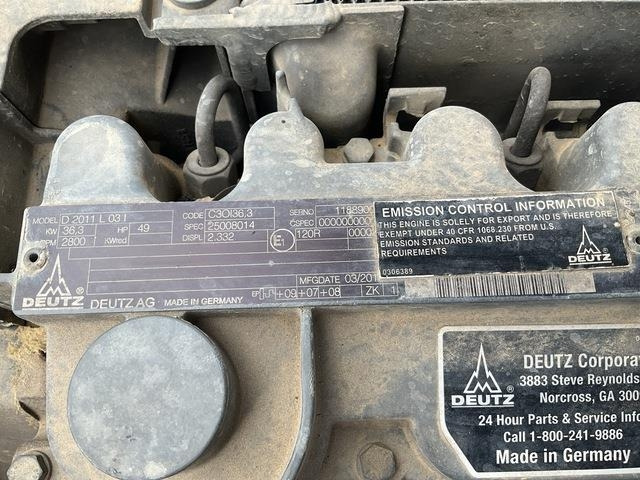 MODEL D 2011 L 03 I
CODE C3OI36,3
SERNO 1188900
KW 36,3 HP 49
SPEC 25008014
CSPEC 000000000
RPM 2800 KWred
DISPL 2,332
E1 120R 0000
MFGDATE 03/201
DEUTZ DEUTZ AG MADE IN GERMANY
EP +09+07+08 ZK 1
EMISSION CONTROL INFORMATION
THIS ENGINE IS SOLELY FOR EXPORT AND IS THEREFORE
EXEMPT UNDER 40 CFR 1068.230 FROM U.S.
EMISSION STANDARDS AND RELATED
REQUIREMENTS
0306389
DEUTZ
DEUTZ
DEUTZ Corpora
3883 Steve Reynolds
Norcross, GA 300
24 Hour Parts & Service Info
Call 1-800-241-9886
Made in Germany